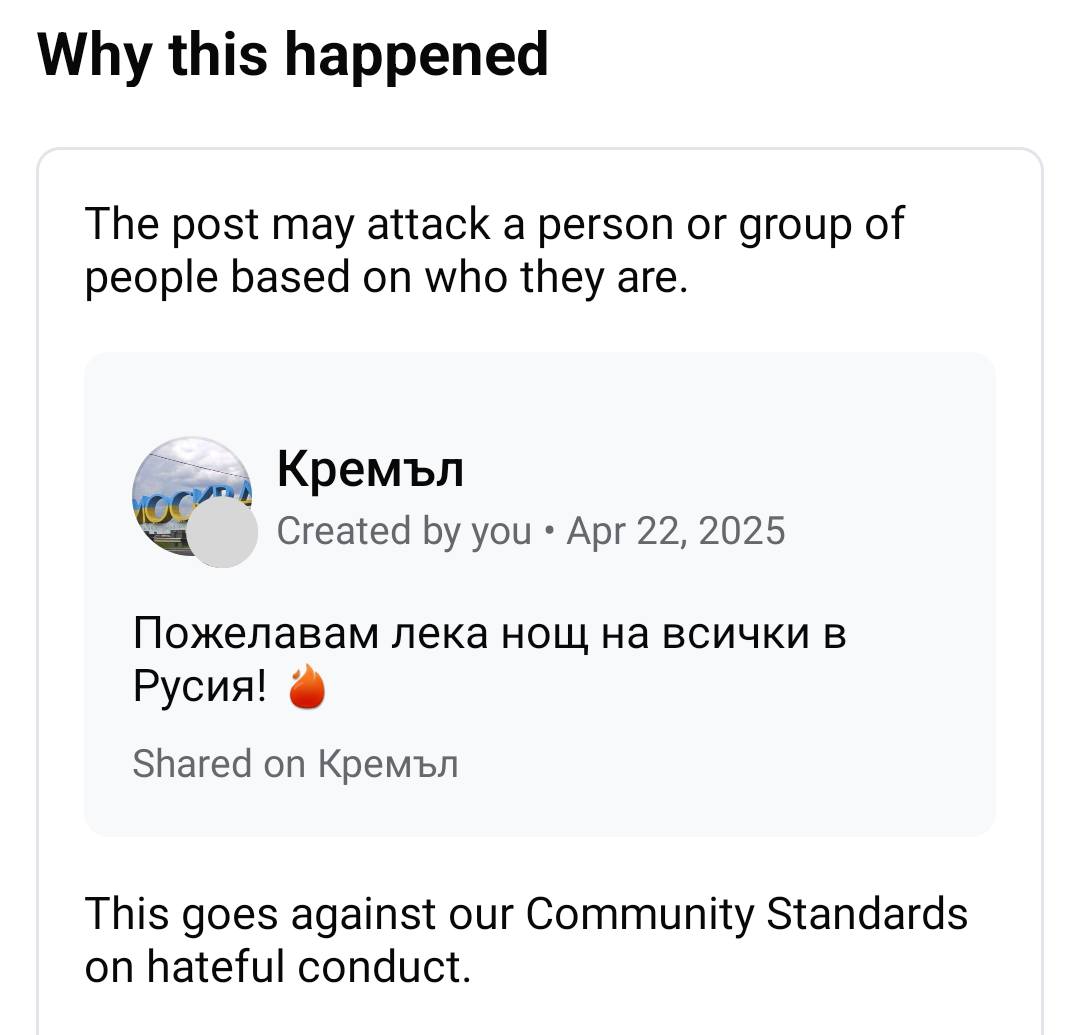 Why this happened
The post may attack a person or group of
people based on who they are.
МОСКВА
Кремъл
Created by you • Apr 22, 2025
Пожелавам лека нощ на всички в
Русия! 🔥
Shared on Кремъл
This goes against our Community Standards
on hateful conduct.